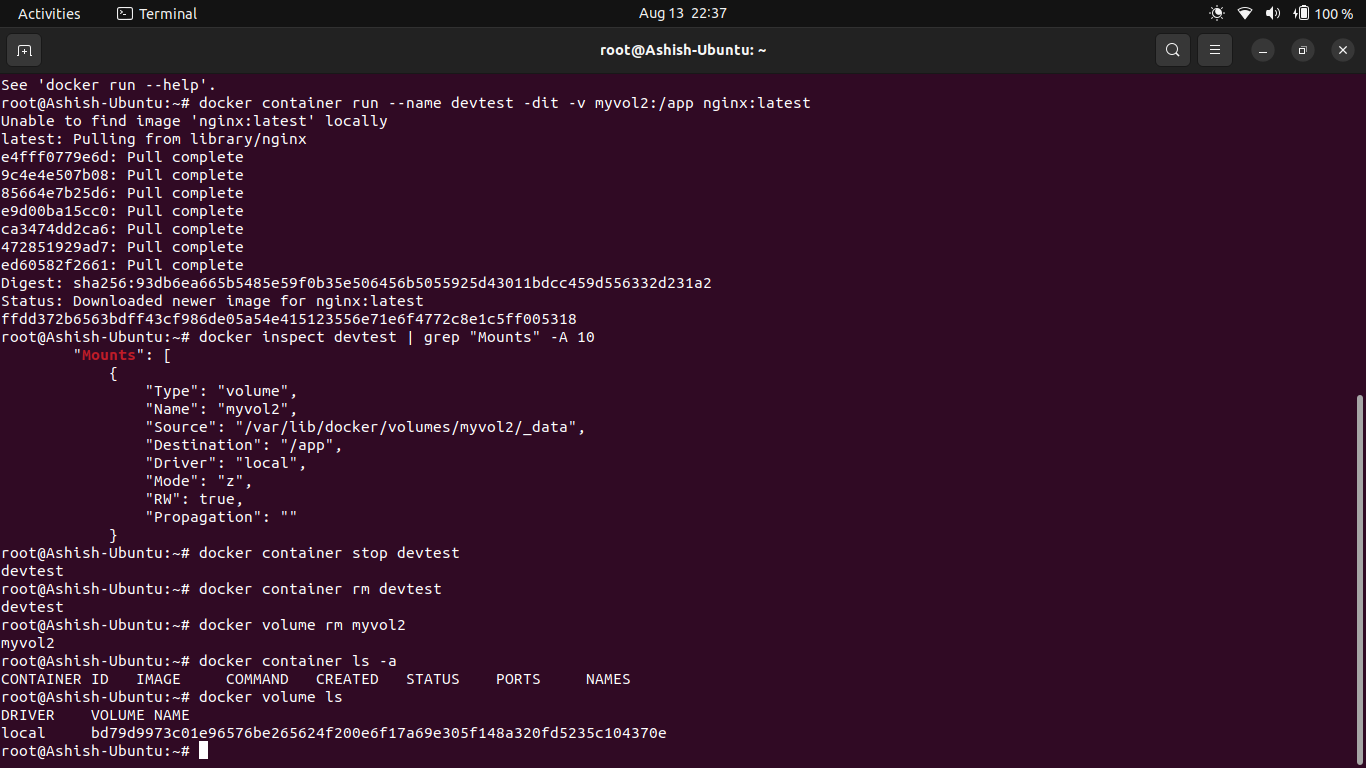 Activities Terminal Aug 13 22:37 100 %
root@Ashish-Ubuntu: ~
See 'docker run --help'.
root@Ashish-Ubuntu:~# docker container run --name devtest -dit -v myvol2:/app nginx:latest
Unable to find image 'nginx:latest' locally
latest: Pulling from library/nginx
e4fff0779e6d: Pull complete
9c4e4e507b08: Pull complete
85664e7b25d6: Pull complete
e9d00ba15cc0: Pull complete
ca3474dd2ca6: Pull complete
472851929ad7: Pull complete
ed60582f2661: Pull complete
Digest: sha256:93db6ea665b5485e59f0b35e506456b5055925d43011bdcc459d556332d231a2
Status: Downloaded newer image for nginx:latest
ffdd372b6563bdff43cf986de05a54e415123556e71e6f4772c8e1c5ff005318
root@Ashish-Ubuntu:~# docker inspect devtest | grep "Mounts" -A 10
        "Mounts": [
            {
                "Type": "volume",
                "Name": "myvol2",
                "Source": "/var/lib/docker/volumes/myvol2/_data",
                "Destination": "/app",
                "Driver": "local",
                "Mode": "z",
                "RW": true,
                "Propagation": ""
            }
root@Ashish-Ubuntu:~# docker container stop devtest
devtest
root@Ashish-Ubuntu:~# docker container rm devtest
devtest
root@Ashish-Ubuntu:~# docker volume rm myvol2
myvol2
root@Ashish-Ubuntu:~# docker container ls -a
CONTAINER ID   IMAGE     COMMAND   CREATED   STATUS    PORTS     NAMES
root@Ashish-Ubuntu:~# docker volume ls
DRIVER    VOLUME NAME
local     bd79d9973c01e96576be265624f200e6f17a69e305f148a320fd5235c104370e
root@Ashish-Ubuntu:~#